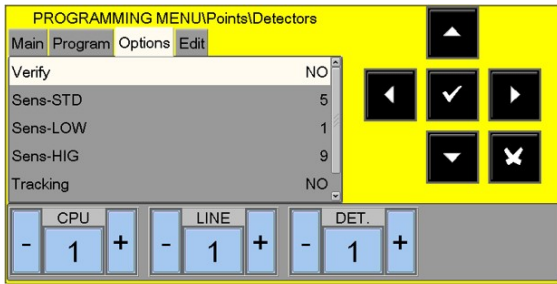 PROGRAMMING MENU\Points\Detectors
Main Program Options Edit
Verify NO
Sens-STD 5
Sens-LOW 1
Sens-HIG 9
Tracking NO
CPU LINE DET.
- 1 + - 1 + - 1 +